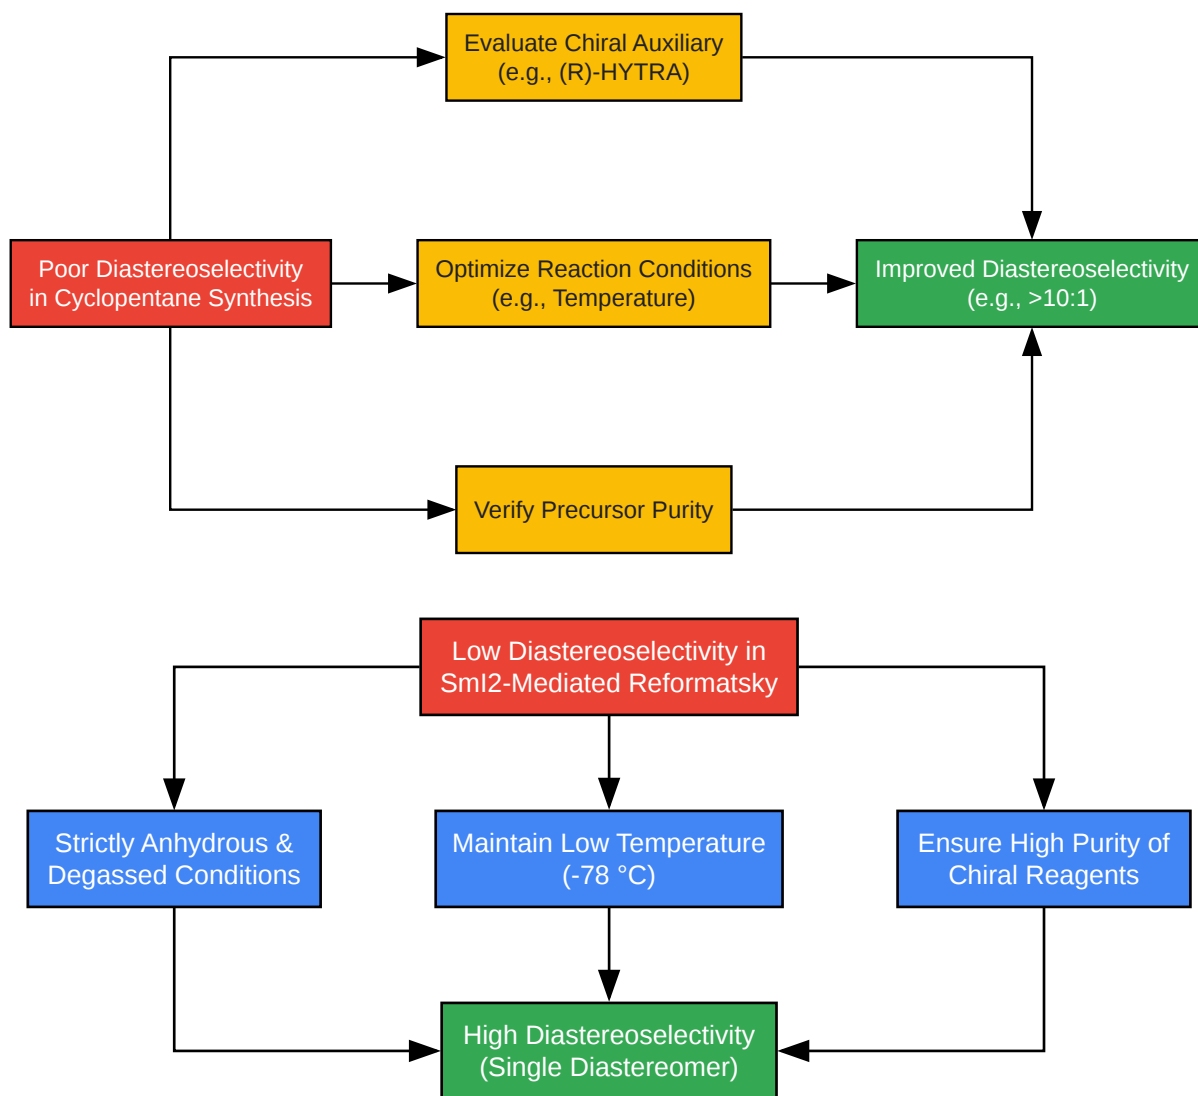 Evaluate Chiral Auxiliary
(e.g., (R)-HYTRA)
Poor Diastereoselectivity
in Cyclopentane Synthesis
Optimize Reaction Conditions
(e.g., Temperature)
Improved Diastereoselectivity
(e.g., >10:1)
Verify Precursor Purity
Low Diastereoselectivity in
SmI2-Mediated Reformatsky
Strictly Anhydrous &
Degassed Conditions
Maintain Low Temperature
(-78 °C)
Ensure High Purity of
Chiral Reagents
High Diastereoselectivity
(Single Diastereomer)